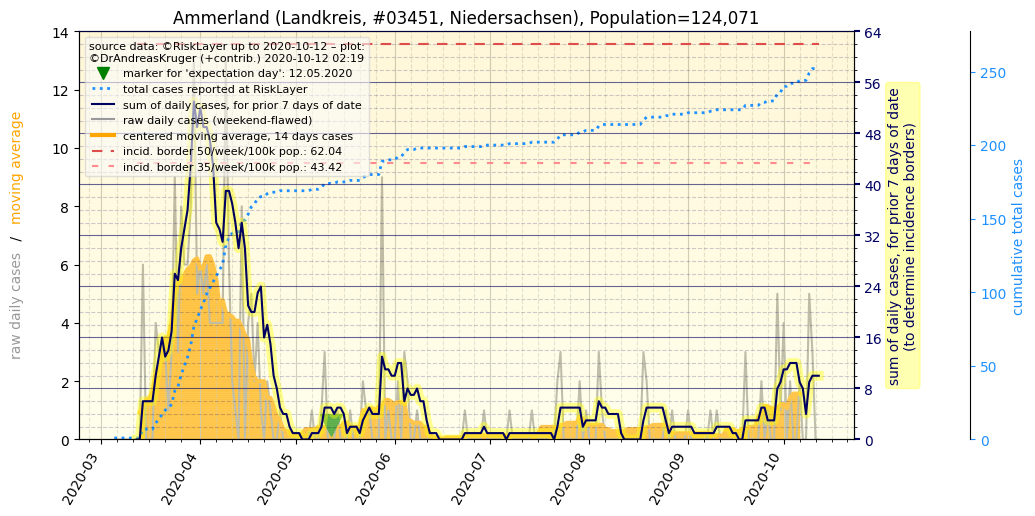 Ammerland (Landkreis, #03451, Niedersachsen), Population=124,071
source data: ©RiskLayer up to 2020-10-12 – plot:
©DrAndreasKruger (+contrib.) 2020-10-12 02:19
marker for 'expectation day': 12.05.2020
total cases reported at RiskLayer
sum of daily cases, for prior 7 days of date
raw daily cases (weekend-flawed)
centered moving average, 14 days cases
incid. border 50/week/100k pop.: 62.04
incid. border 35/week/100k pop.: 43.42
raw daily cases / moving average
14
12
10
8
6
4
2
0
2020-03
2020-04
2020-05
2020-06
2020-07
2020-08
2020-09
2020-10
64
56
48
40
32
24
16
8
0
sum of daily cases, for prior 7 days of date
(to determine incidence borders)
250
200
150
100
50
0
cumulative total cases